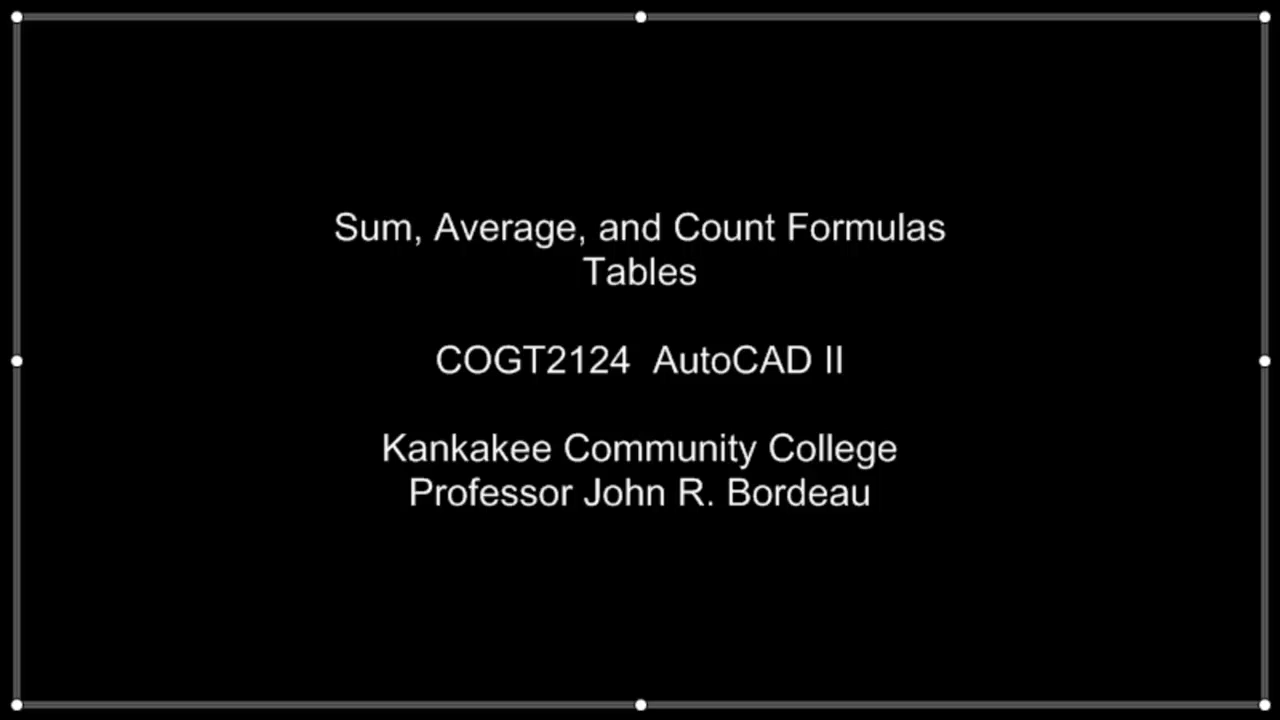 Sum, Average, and Count Formulas
Tables
COGT2124 AutoCAD II
Kankakee Community College
Professor John R. Bordeau